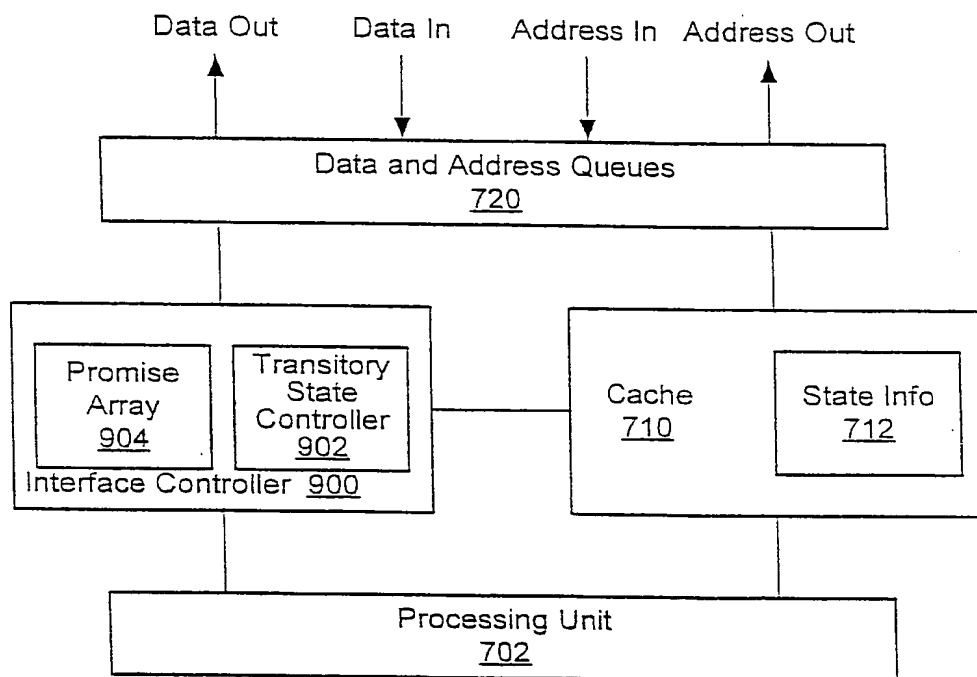 Data Out Data In Address In Address Out
Data and Address Queues
720
Promise
Array
904
Transitory
State
Controller
902
Interface Controller 900
Cache
710
State Info
712
Processing Unit
702